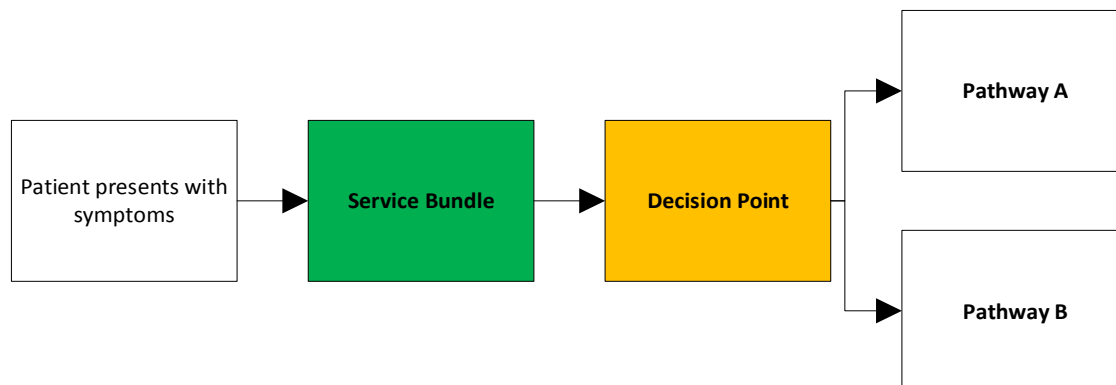 Patient presents with
symptoms
Service Bundle
Decision Point
Pathway A
Pathway B